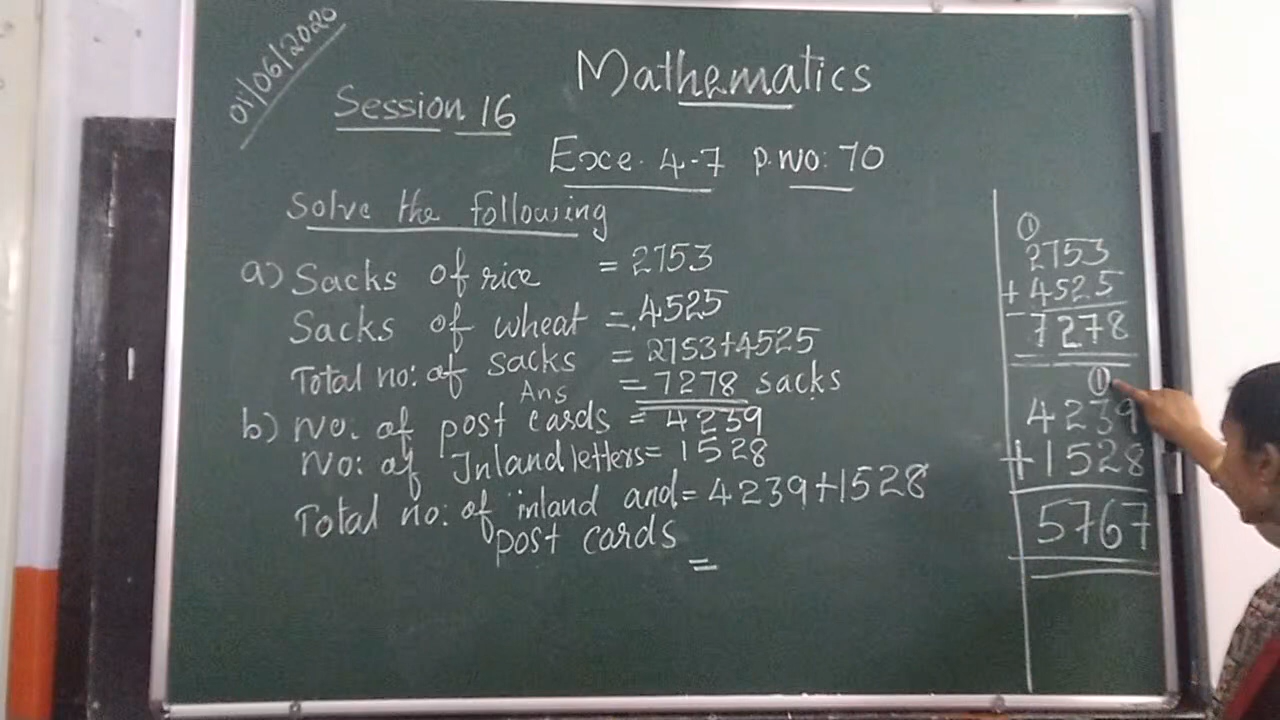 01/06/2020
Mathematics
Session 16
Exce. 4.7 P.No: 70
Solve the following
a) Sacks of rice = 2753
Sacks of wheat = 4525
Total no: of sacks = 2753+4525
Ans = 7278 sacks
b) No. of post cards = 4239
No: of Inland letters = 1528
Total no: of inland and = 4239+1528
post cards
=
1
2753
+ 4525
7278
1
4239
+1528
5767